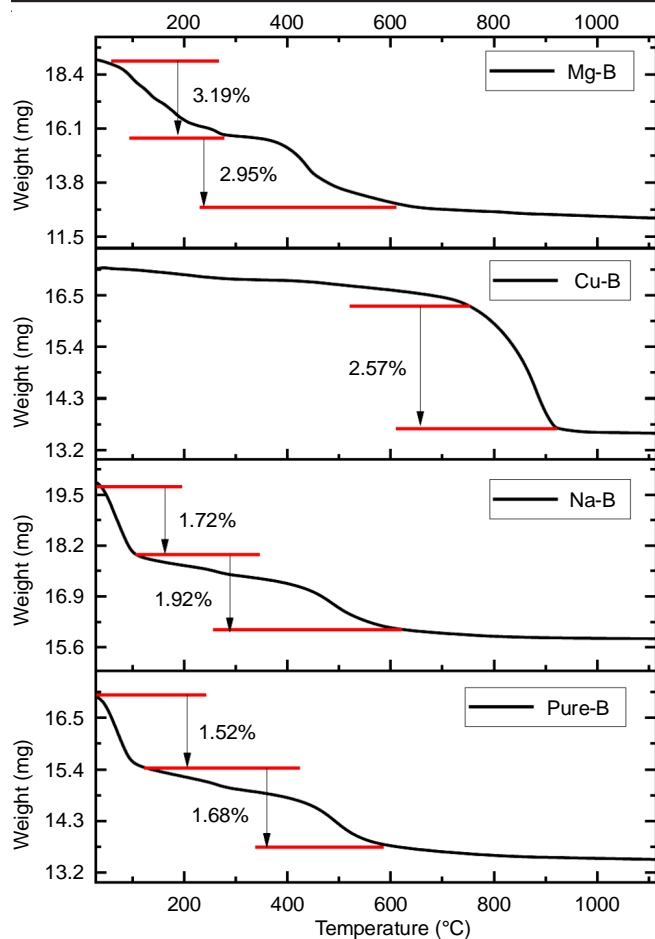 200 400 600 800 1000
18.4
16.1
13.8
11.5
Weight (mg)
Mg-B
3.19%
2.95%
16.5
15.4
14.3
13.2
Weight (mg)
Cu-B
2.57%
19.5
18.2
16.9
15.6
Weight (mg)
Na-B
1.72%
1.92%
16.5
15.4
14.3
13.2
Weight (mg)
Pure-B
1.52%
1.68%
200 400 600 800 1000
Temperature (°C)